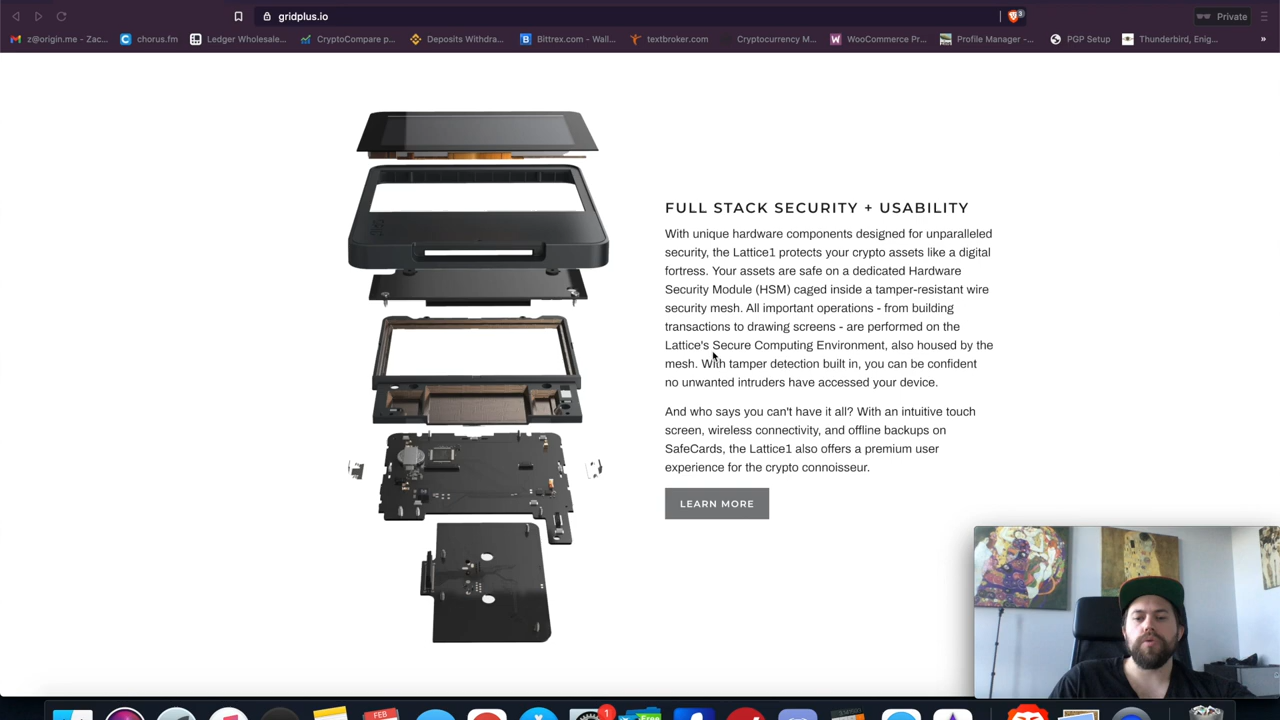 gridplus.io
3
Private
z@origin.me - Zac...
chorus.fm
Ledger Wholesale...
CryptoCompare p...
Deposits Withdra...
Bittrex.com - Wall...
textbroker.com
Cryptocurrency M...
WooCommerce Pr...
Profile Manager -...
PGP Setup
Thunderbird, Enig...
»
FULL STACK SECURITY + USABILITY
With unique hardware components designed for unparalleled
security, the Lattice1 protects your crypto assets like a digital
fortress. Your assets are safe on a dedicated Hardware
Security Module (HSM) caged inside a tamper-resistant wire
security mesh. All important operations - from building
transactions to drawing screens - are performed on the
Lattice's Secure Computing Environment, also housed by the
mesh. With tamper detection built in, you can be confident
no unwanted intruders have accessed your device.
And who says you can't have it all? With an intuitive touch
screen, wireless connectivity, and offline backups on
SafeCards, the Lattice1 also offers a premium user
experience for the crypto connoisseur.
LEARN MORE
FEB
1
Free